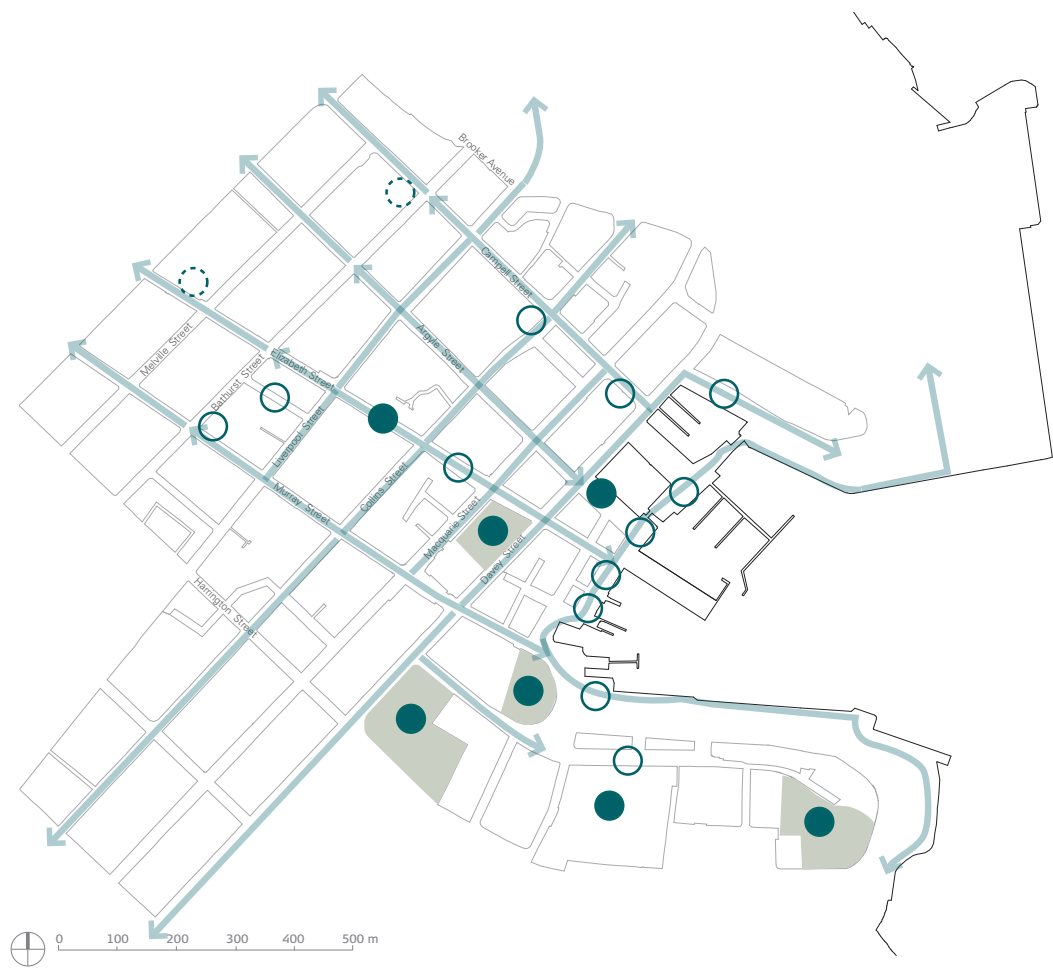 Brooker Avenue
Campell Street
Argyle Street
Melville Street
Bathurst Street
Elizabeth Street
Liverpool Street
Collins Street
Murray Street
Macquarie Street
Davey Street
Harrington Street
0 100 200 300 400 500 m